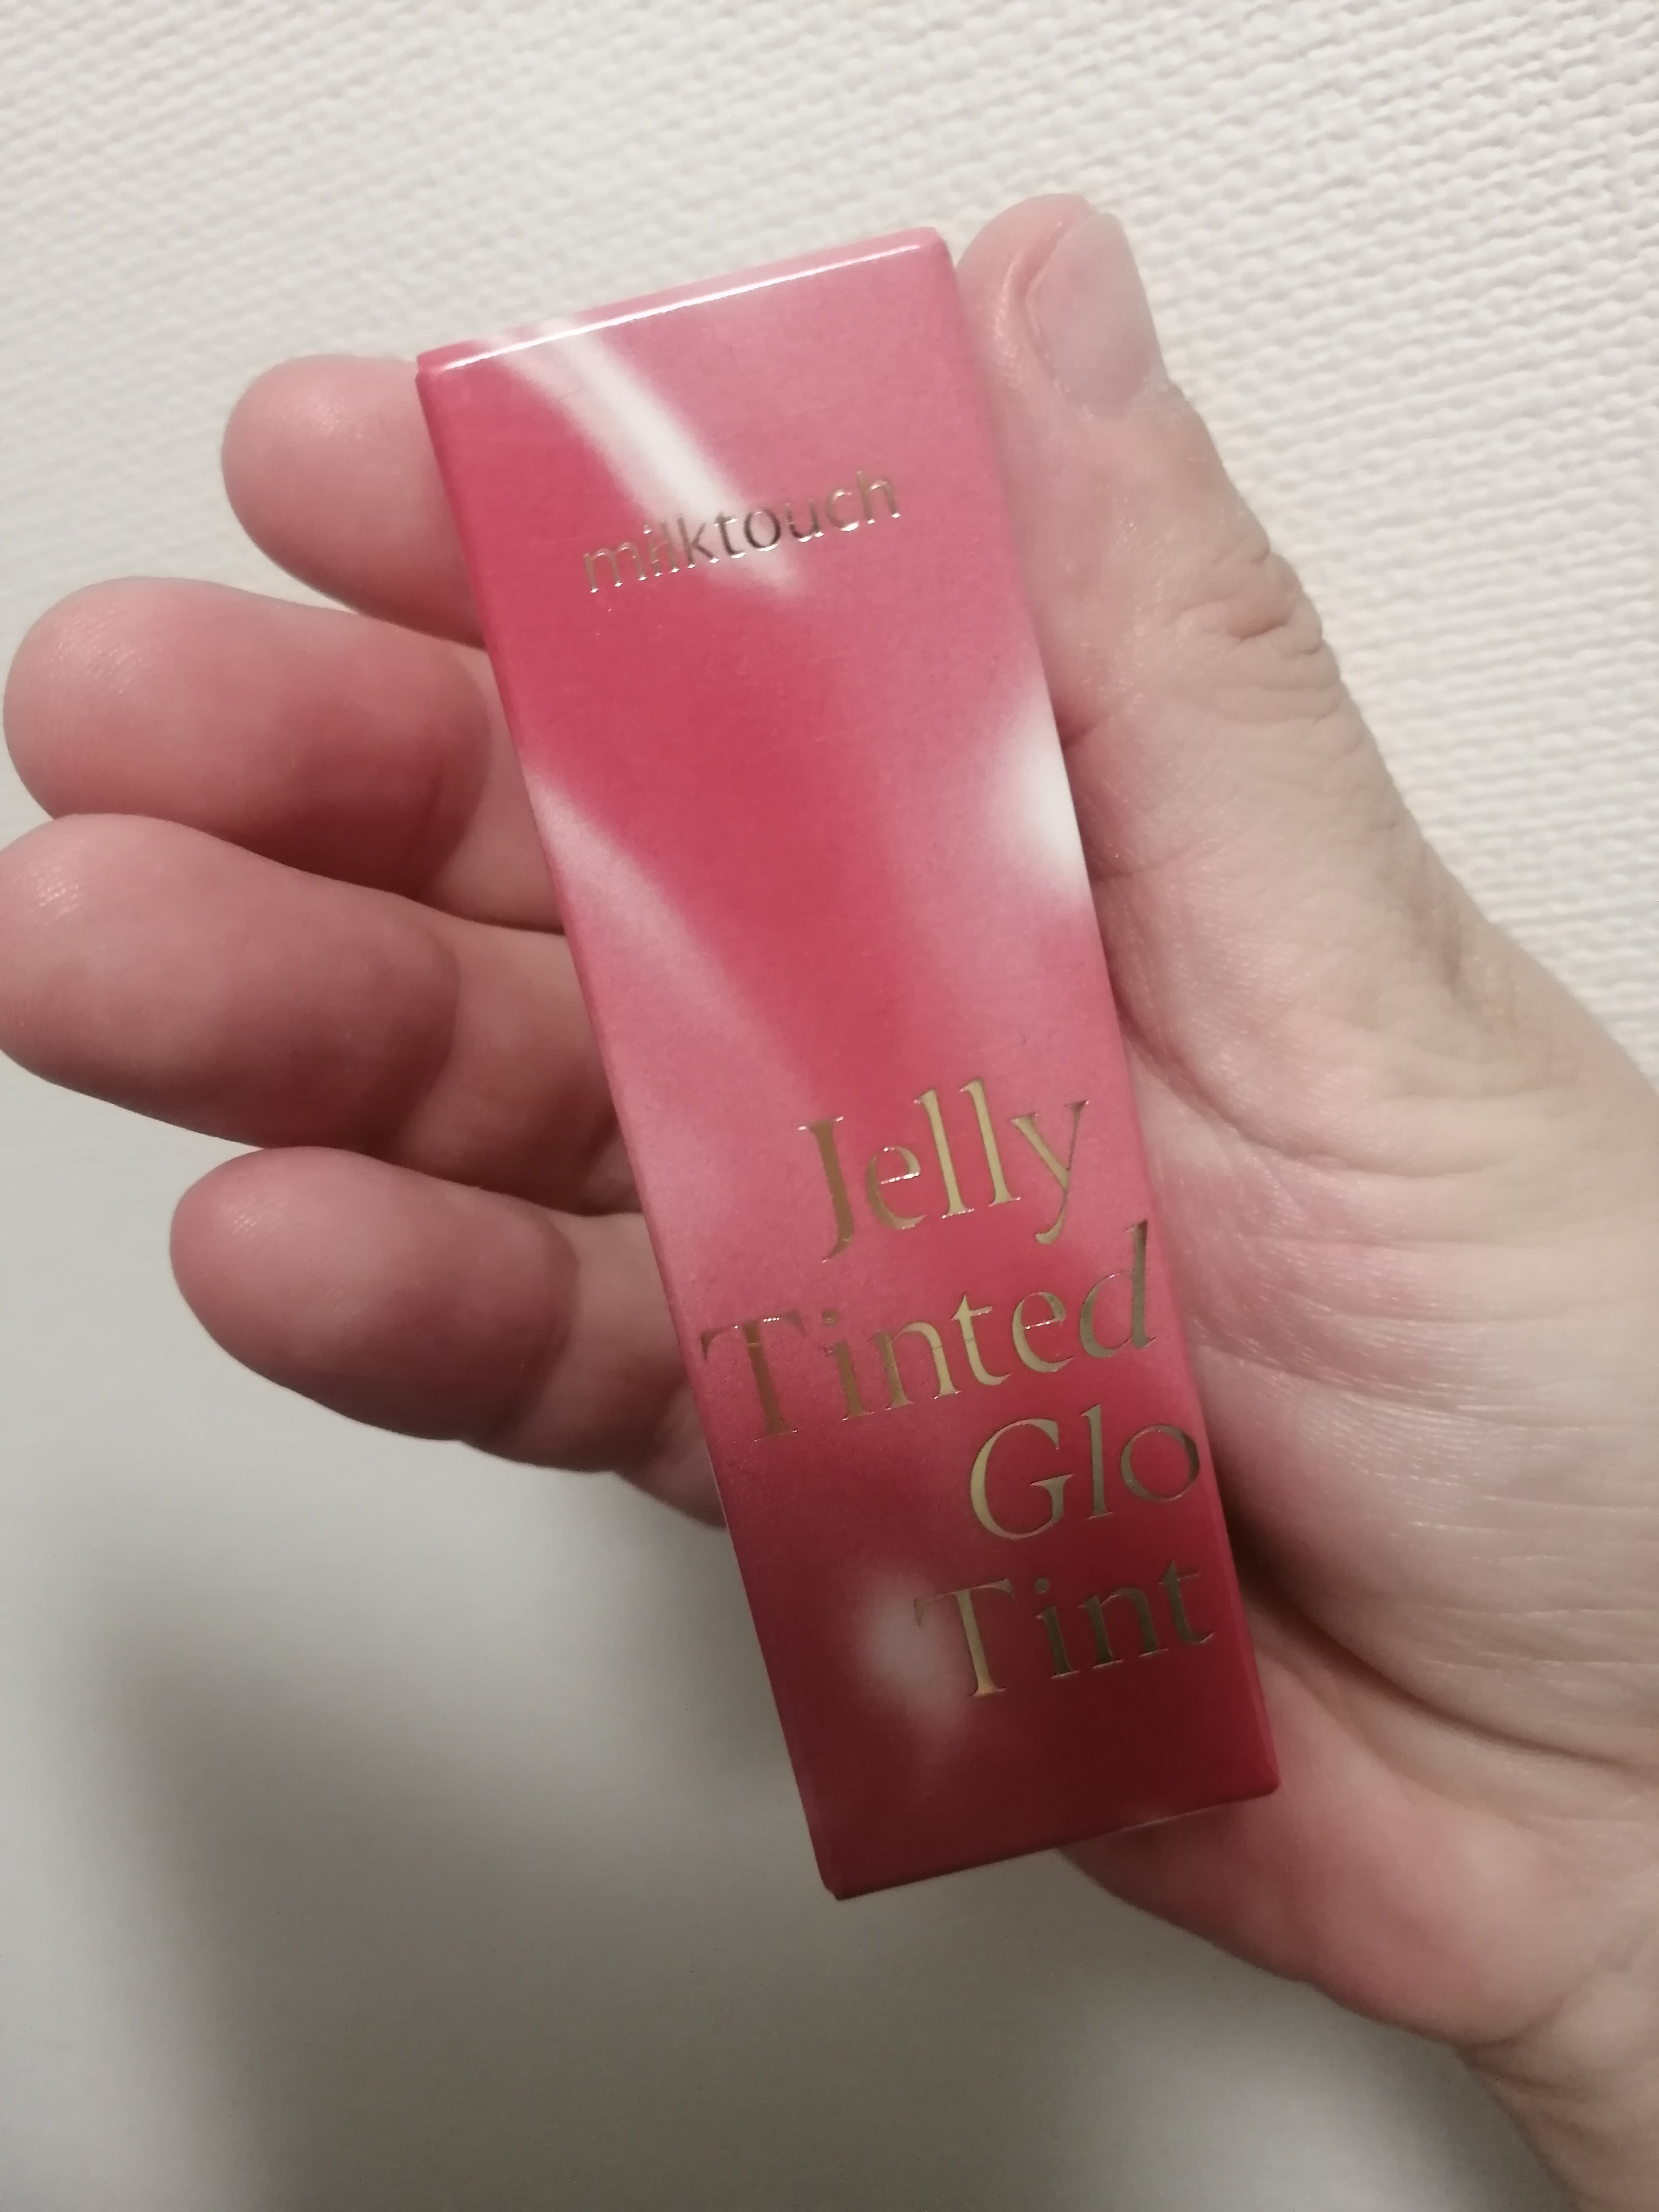 milktouch
Jelly
Tinted
Glo
Tint